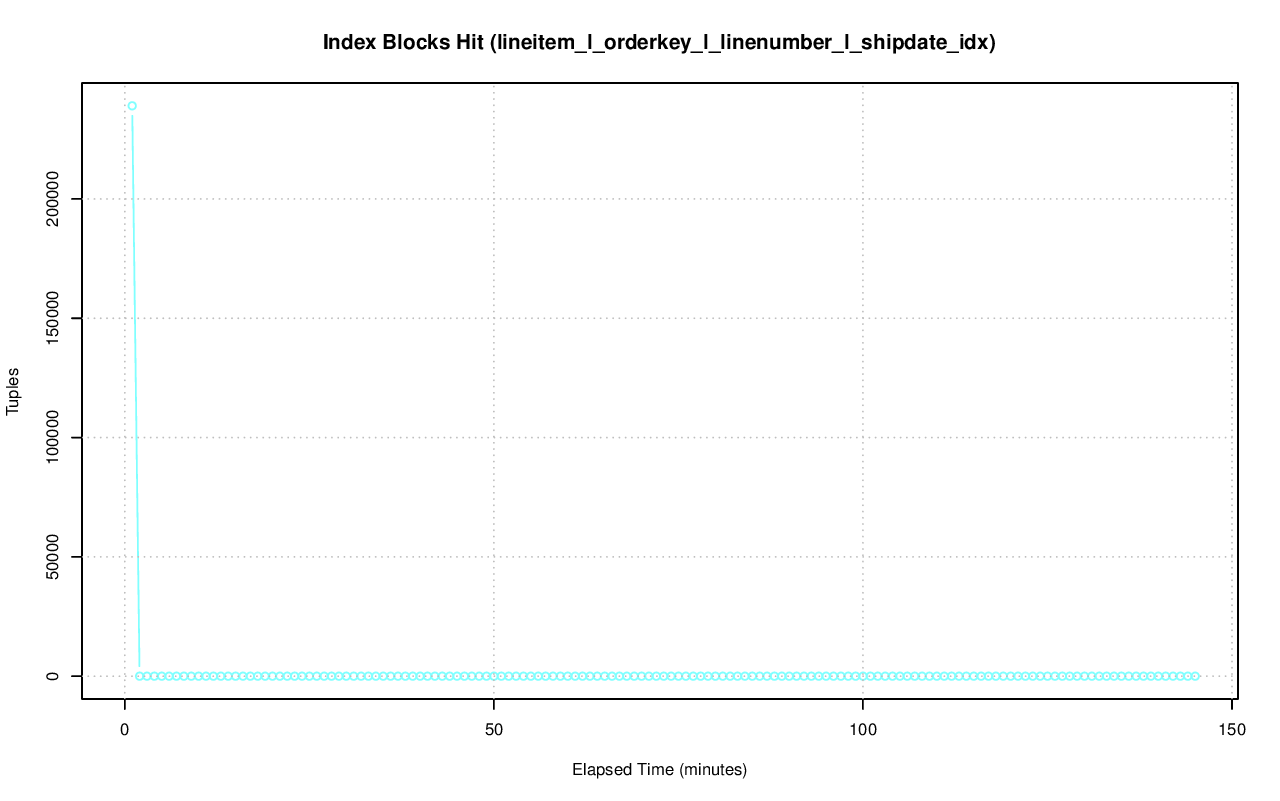 Index Blocks Hit (lineitem_l_orderkey_l_linenumber_l_shipdate_idx)
200000
150000
100000
50000
0
Tuples
0 50 100 150
Elapsed Time (minutes)